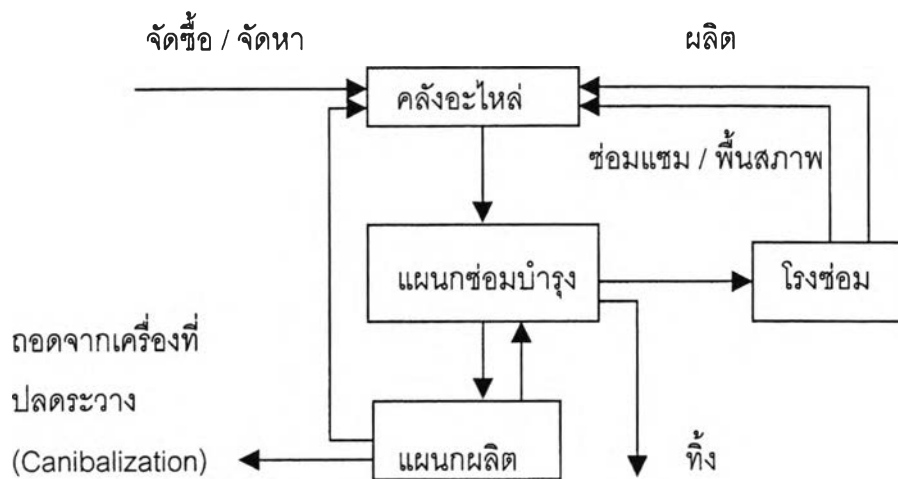 จัดซื้อ / จัดหา
ผลิต
คลังอะไหล่
ซ่อมแซม / พื้นสภาพ
แผนกซ่อมบำรุง
โรงซ่อม
ถอดจากเครื่องที่
ปลดระวาง
(Canibalization)
แผนกผลิต
ทิ้ง